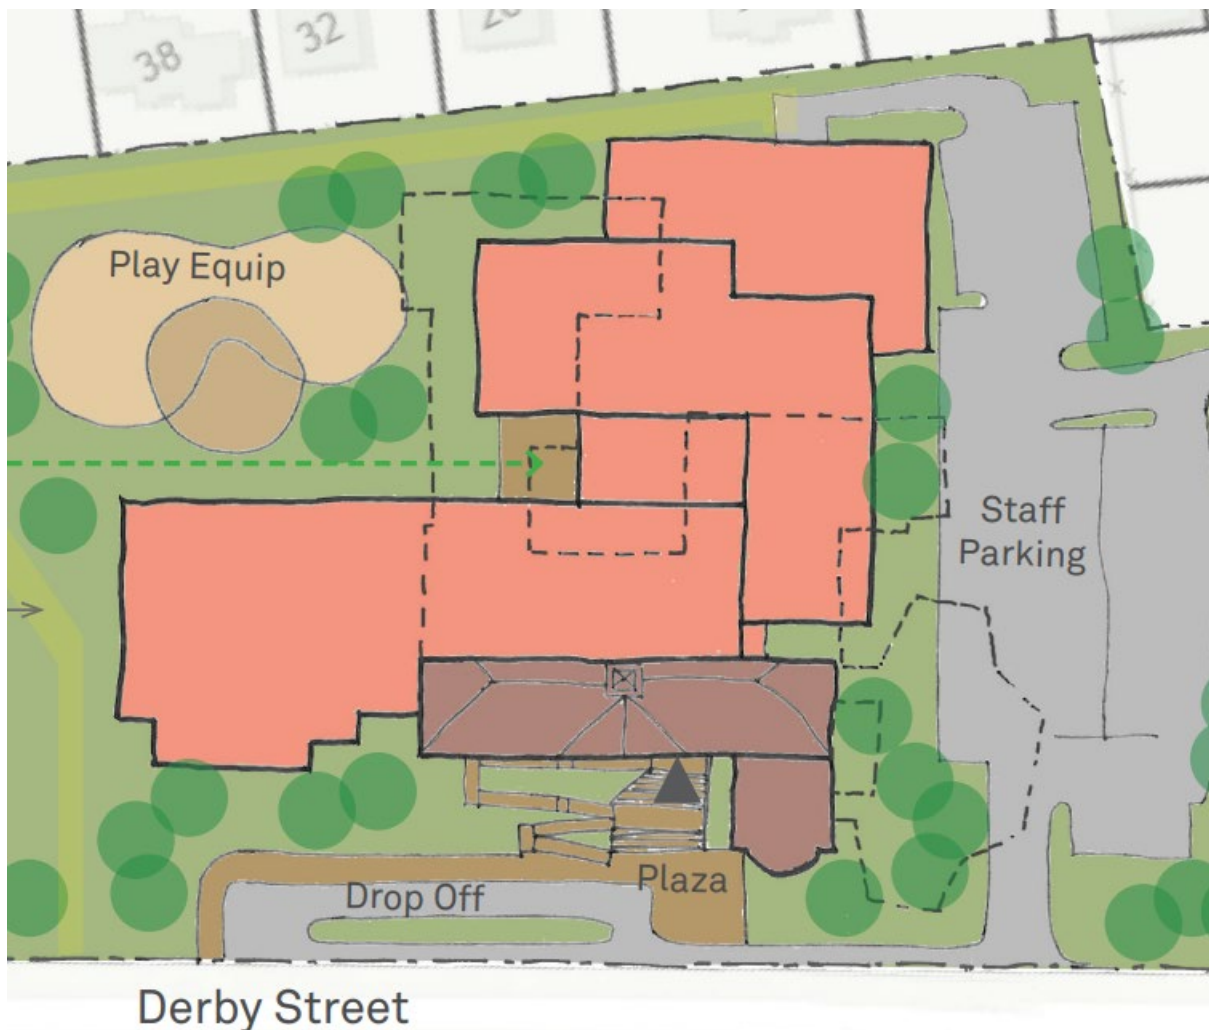 38
32
Play Equip
Staff
Parking
Drop Off
Plaza
Derby Street